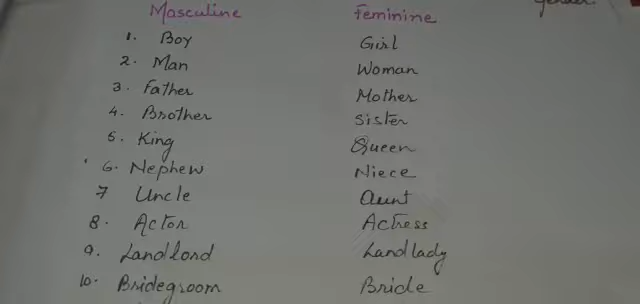 Gender.
Masculine Feminine
1. Boy Girl
2. Man Woman
3. Father Mother
4. Brother Sister
5. King Queen
6. Nephew Niece
7 Uncle Aunt
8. Actor Actress
9. Landlord Landlady
10. Bridegroom Bride